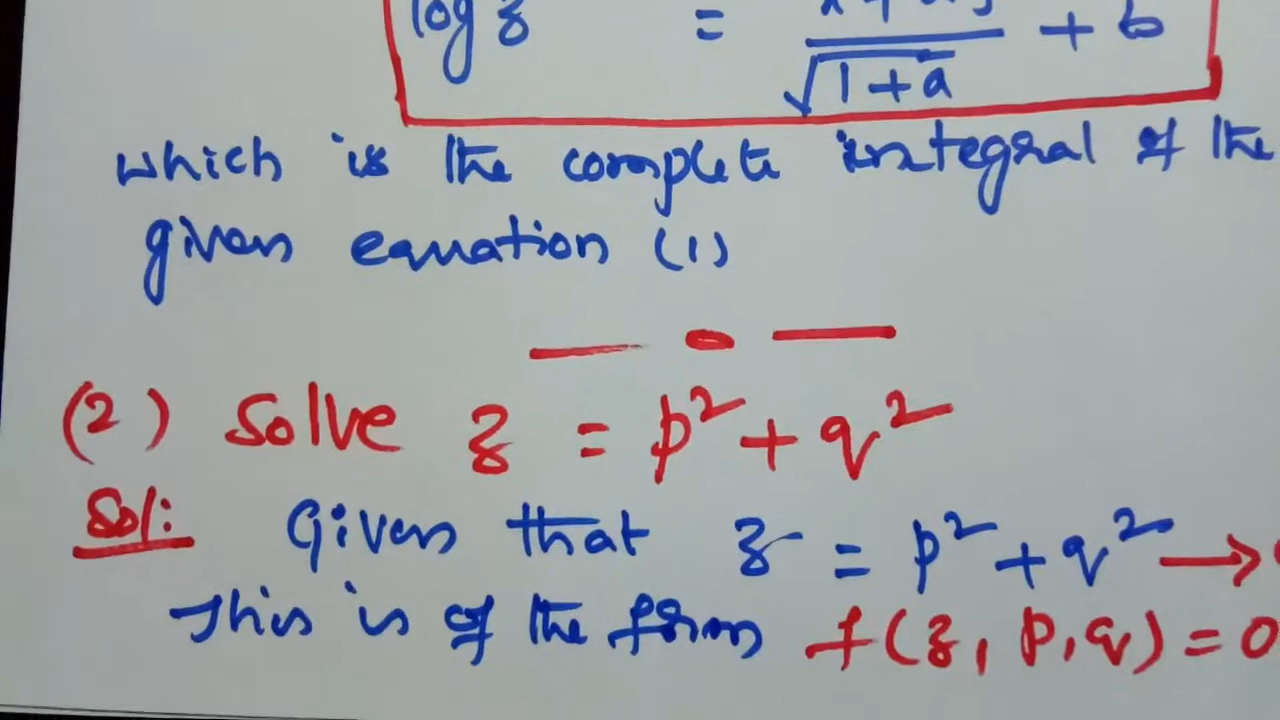 log z = / √1+a + b
which is the complete integral of the
given equation (1)
(2) Solve z = p² + q²
Sol: Given that z = p² + q² →
This is of the form f(z, p, q) = 0